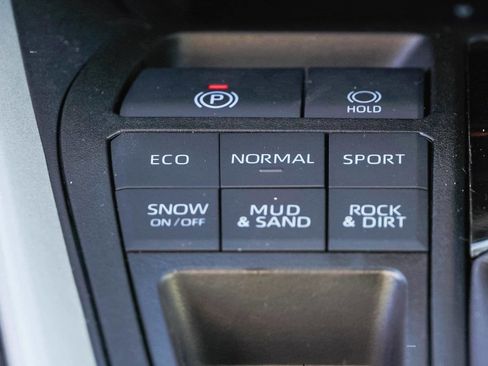 P
HOLD
ECO
NORMAL
SPORT
SNOW
ON / OFF
MUD
& SAND
ROCK
& DIRT